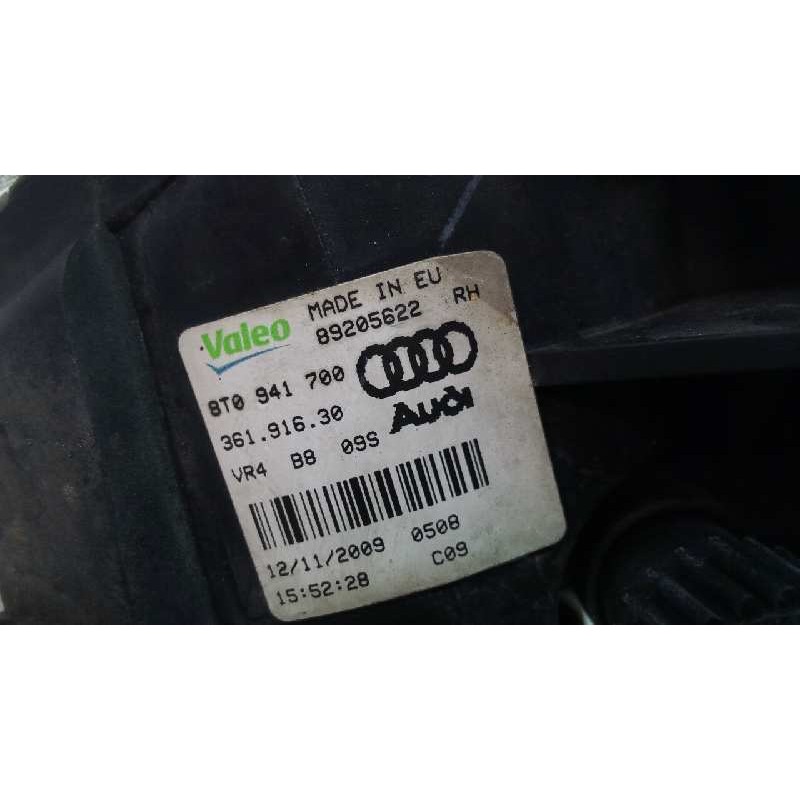 MADE IN EU
Valeo 89205622 RH
8T0 941 700
361.916.30 Audi
VR4 B8 09S
12/11/2009 0508
15:52:28 C09